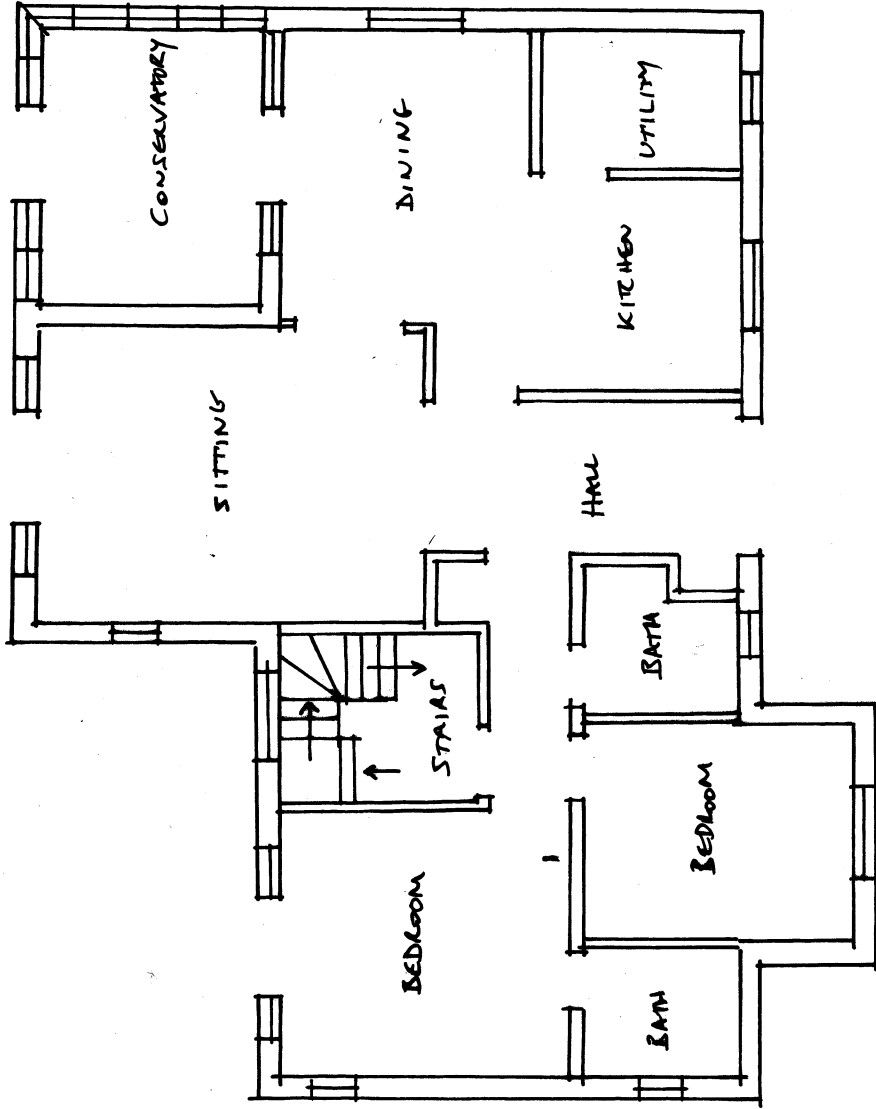 CONSERVATORY
DINING
UTILITY
KITCHEN
SITTING
HALL
STAIRS
BATH
BEDROOM
BEDROOM
BATH